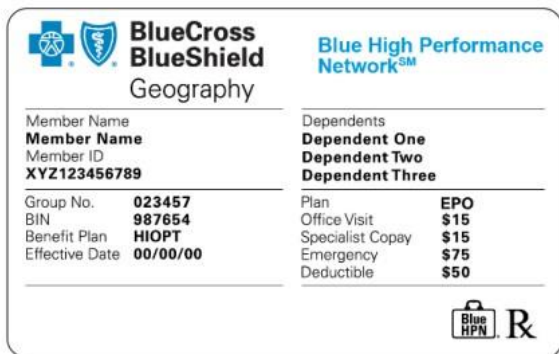 BlueCross
BlueShield
Geography
Blue High Performance
Network℠
Member Name
Member Name
Member ID
XYZ123456789
Dependents
Dependent One
Dependent Two
Dependent Three
Group No. 023457
BIN 987654
Benefit Plan HIOPT
Effective Date 00/00/00
Plan EPO
Office Visit $15
Specialist Copay $15
Emergency $75
Deductible $50
Blue
HPN
Rx